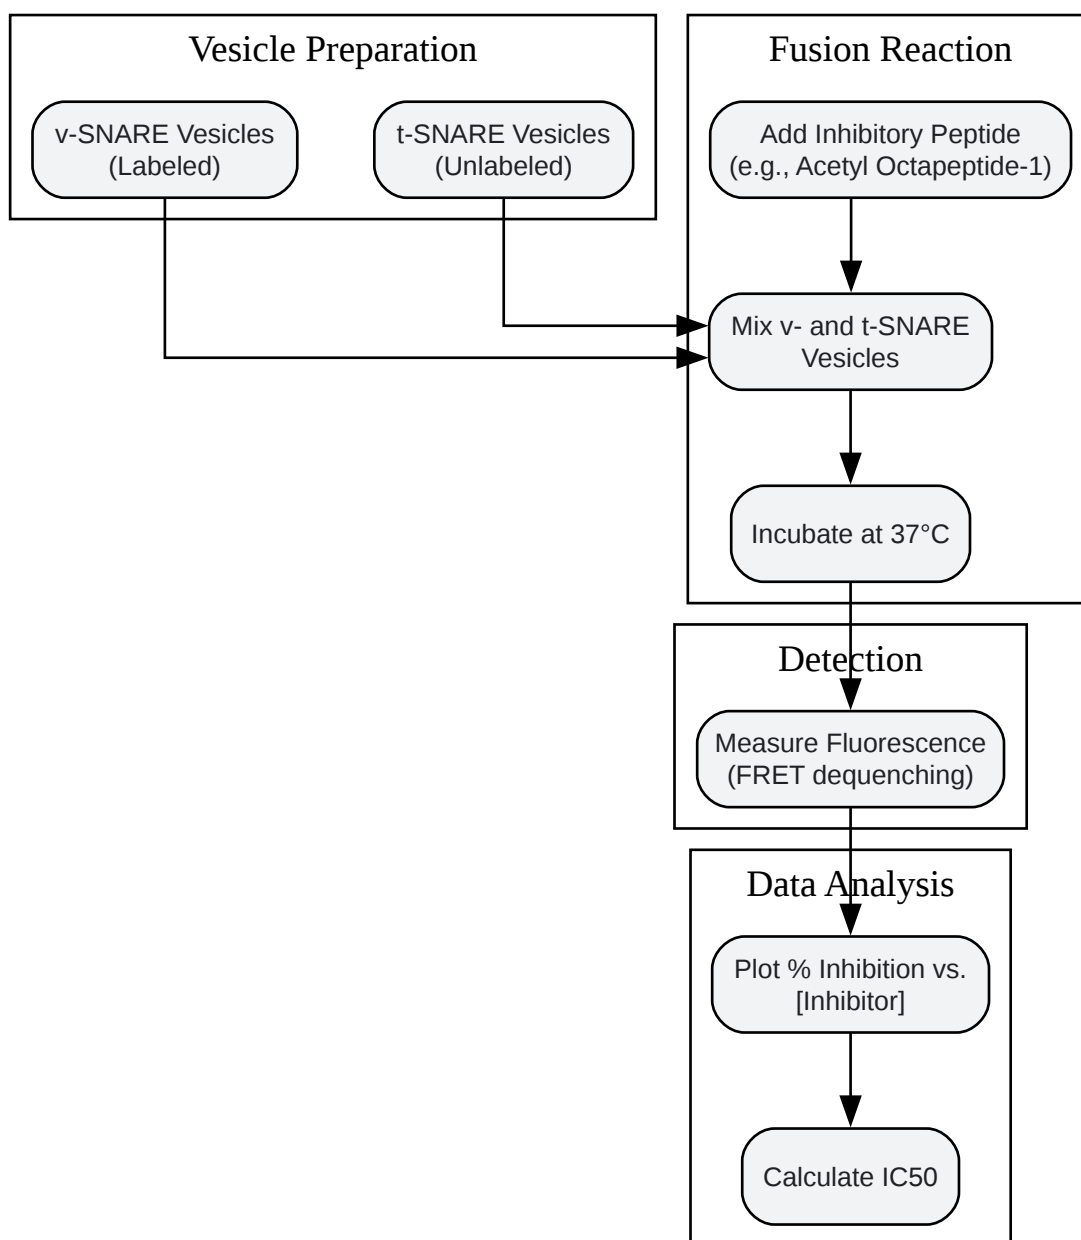 Vesicle Preparation
v-SNARE Vesicles
(Labeled)
t-SNARE Vesicles
(Unlabeled)
Fusion Reaction
Add Inhibitory Peptide
(e.g., Acetyl Octapeptide-1)
Mix v- and t-SNARE
Vesicles
Incubate at 37°C
Detection
Measure Fluorescence
(FRET dequenching)
Data Analysis
Plot % Inhibition vs.
[Inhibitor]
Calculate IC50